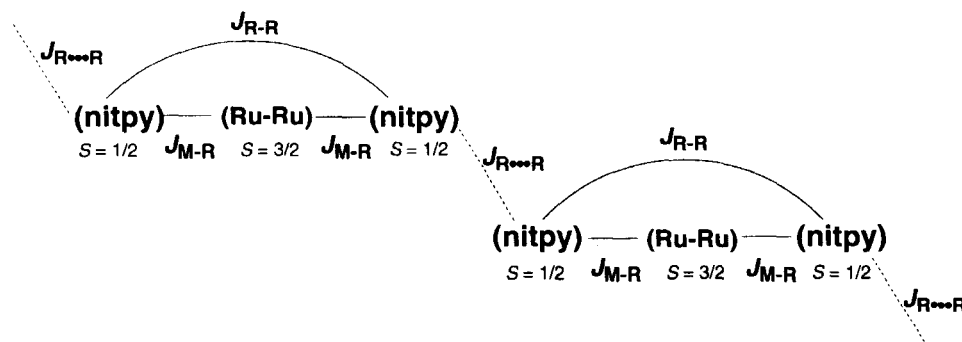 J_R-R
J_R•••R
(nitpy) (Ru-Ru) (nitpy)
S = 1/2 J_M-R S = 3/2 J_M-R S = 1/2
J_R•••R
J_R-R
(nitpy) (Ru-Ru) (nitpy)
S = 1/2 J_M-R S = 3/2 J_M-R S = 1/2
J_R•••R